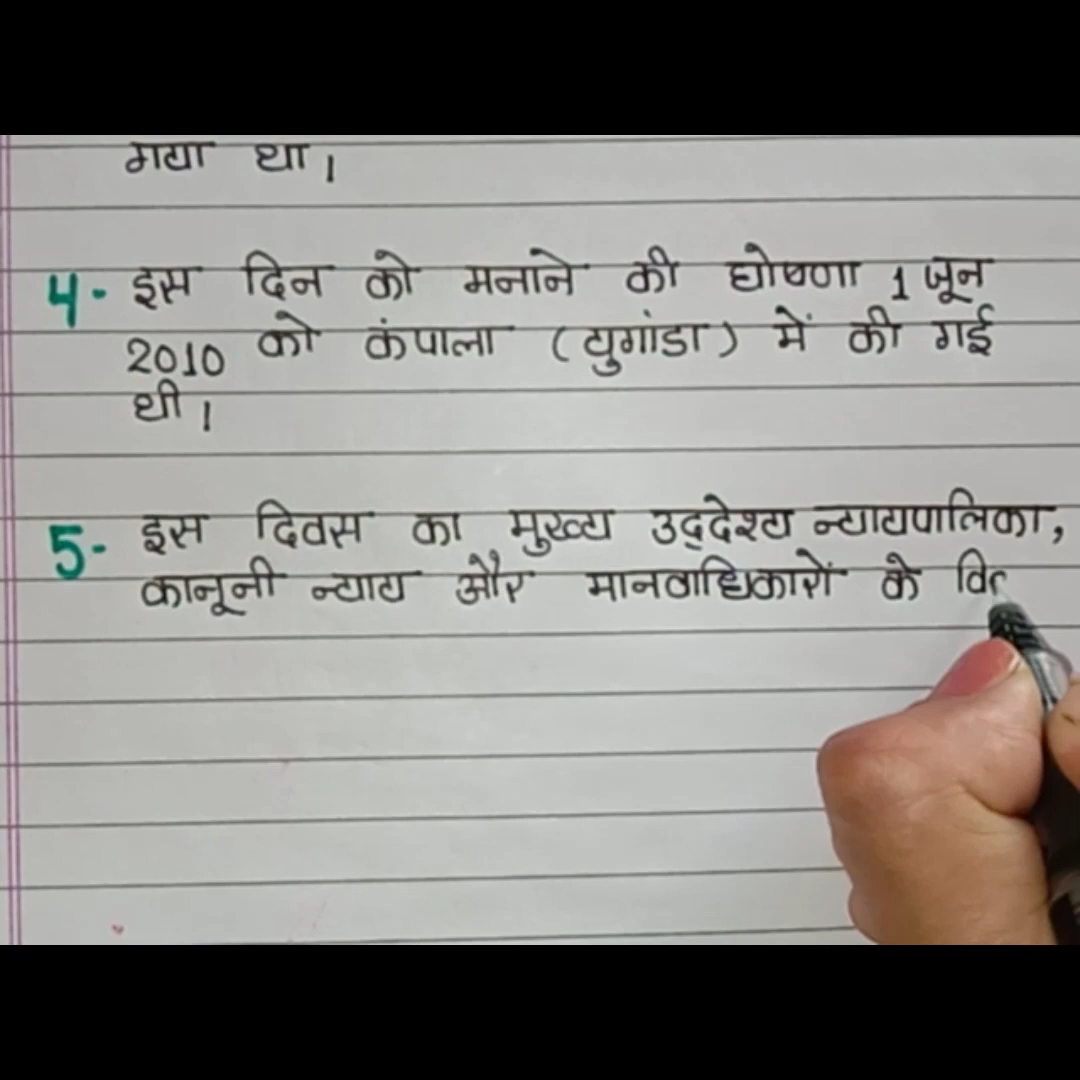 गया था।
4- इस दिन को मनाने की घोषणा 1 जून
2010 को कंपाला (युगांडा) में की गई
थी।
5- इस दिवस का मुख्य उद्देश्य न्यायपालिका,
कानूनी न्याय और मानवाधिकारों के